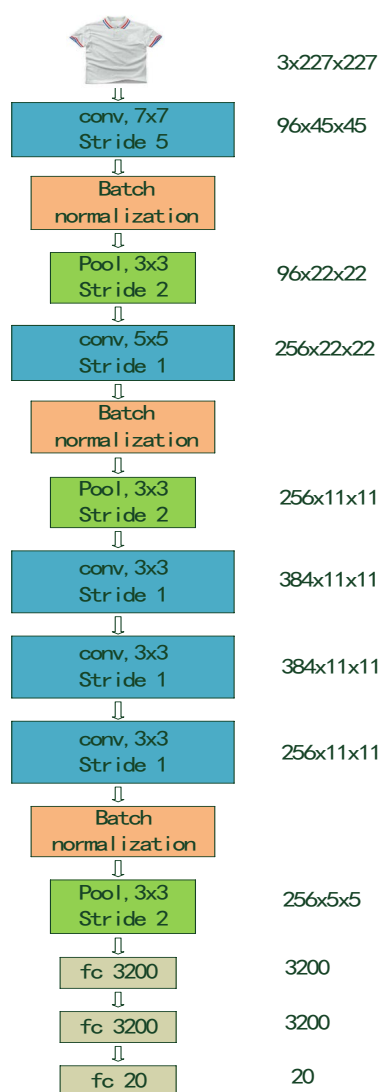 3x227x227
conv,7x7
Stride 5
96x45x45
Batch
normalization
Pool,3x3
Stride 2
96x22x22
conv,5x5
Stride 1
256x22x22
Batch
normalization
Pool,3x3
Stride 2
256x11x11
conv,3x3
Stride 1
384x11x11
conv,3x3
Stride 1
384x11x11
conv,3x3
Stride 1
256x11x11
Batch
normalization
Pool,3x3
Stride 2
256x5x5
fc 3200
3200
fc 3200
3200
fc 20
20